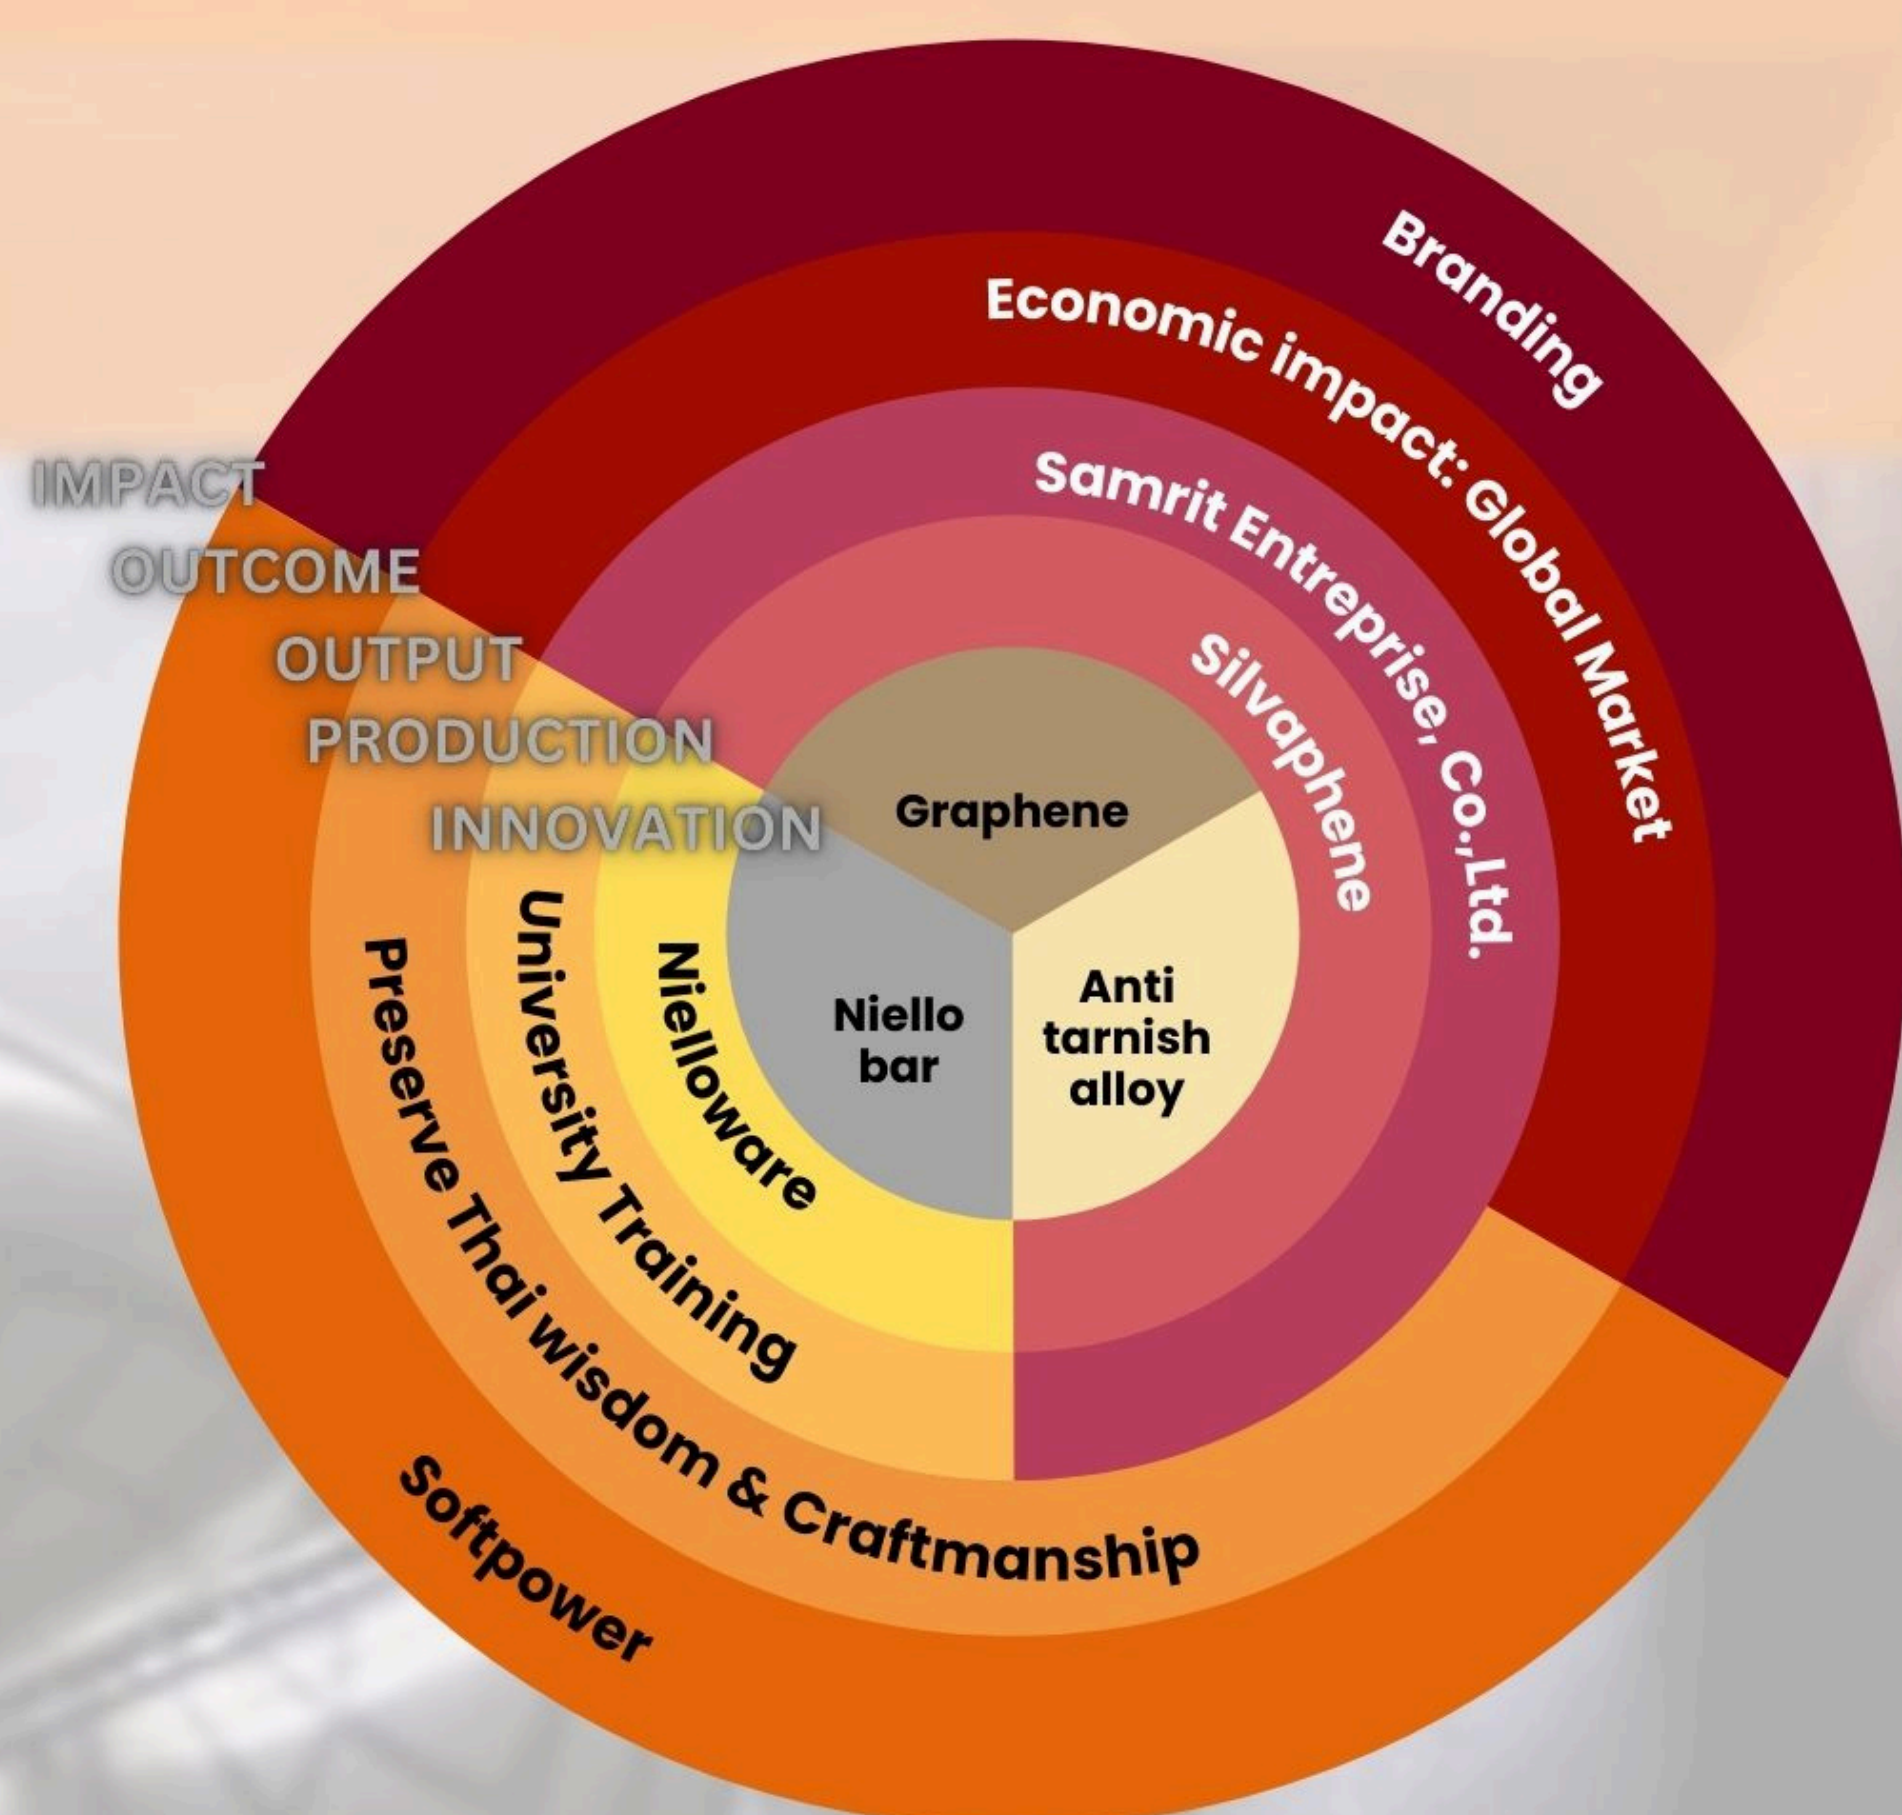 Branding
Economic impact: Global Market
Samrit Entreprise, Co.,Ltd.
Silvaphene
IMPACT
OUTCOME
OUTPUT
PRODUCTION
INNOVATION
Graphene
Niello
bar
Anti
tarnish
alloy
Nielloware
University Training
Preserve Thai wisdom & Craftmanship
Softpower